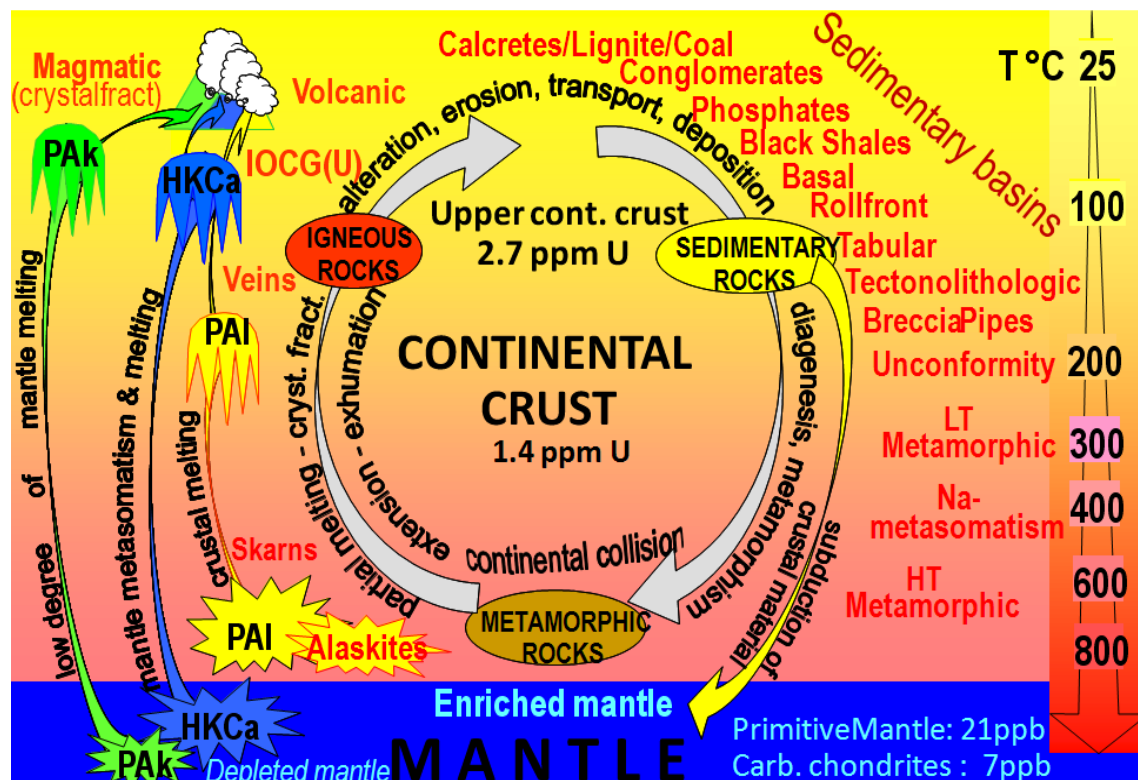 Calcretes/Lignite/Coal
Conglomerates
Phosphates
Black Shales
Basal
Rollfront
Tabular
Tectonolithologic
BrecciaPipes
Unconformity
LT
Metamorphic
Na-
metasomatism
HT
Metamorphic
Sedimentary basins
T °C 25
100
200
300
400
600
800
Magmatic
(crystalfract)
Volcanic
PAk
HKCa
IOCG(U)
Veins
PAl
Skarns
PAl
Alaskites
HKCa
PAk
low degree of mantle melting
mantle metasomatism & melting
crustal melting
partial melting - cryst. fract.
extension - exhumation
alteration, erosion, transport, deposition
IGNEOUS
ROCKS
Upper cont. crust
2.7 ppm U
SEDIMENTARY
ROCKS
CONTINENTAL
CRUST
1.4 ppm U
continental collision
diagenesis, metamorphism
subduction of
crustal material
METAMORPHIC
ROCKS
Enriched mantle
MANTLE
Depleted mantle
PrimitiveMantle: 21ppb
Carb. chondrites : 7ppb